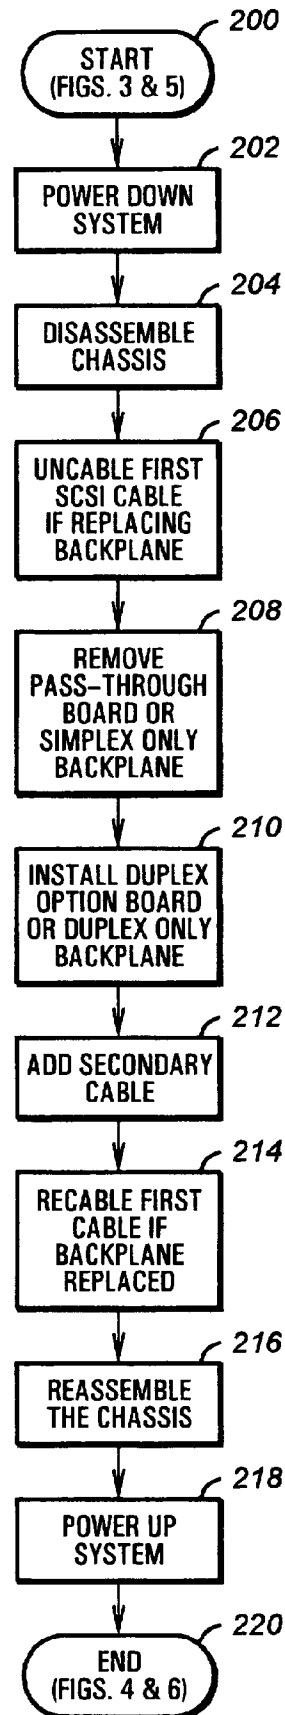 200
START
(FIGS. 3 & 5)
202
POWER DOWN
SYSTEM
204
DISASSEMBLE
CHASSIS
206
UNCABLE FIRST
SCSI CABLE
IF REPLACING
BACKPLANE
208
REMOVE
PASS-THROUGH
BOARD OR
SIMPLEX ONLY
BACKPLANE
210
INSTALL DUPLEX
OPTION BOARD
OR DUPLEX ONLY
BACKPLANE
212
ADD SECONDARY
CABLE
214
RECABLE FIRST
CABLE IF
BACKPLANE
REPLACED
216
REASSEMBLE
THE CHASSIS
218
POWER UP
SYSTEM
220
END
(FIGS. 4 & 6)